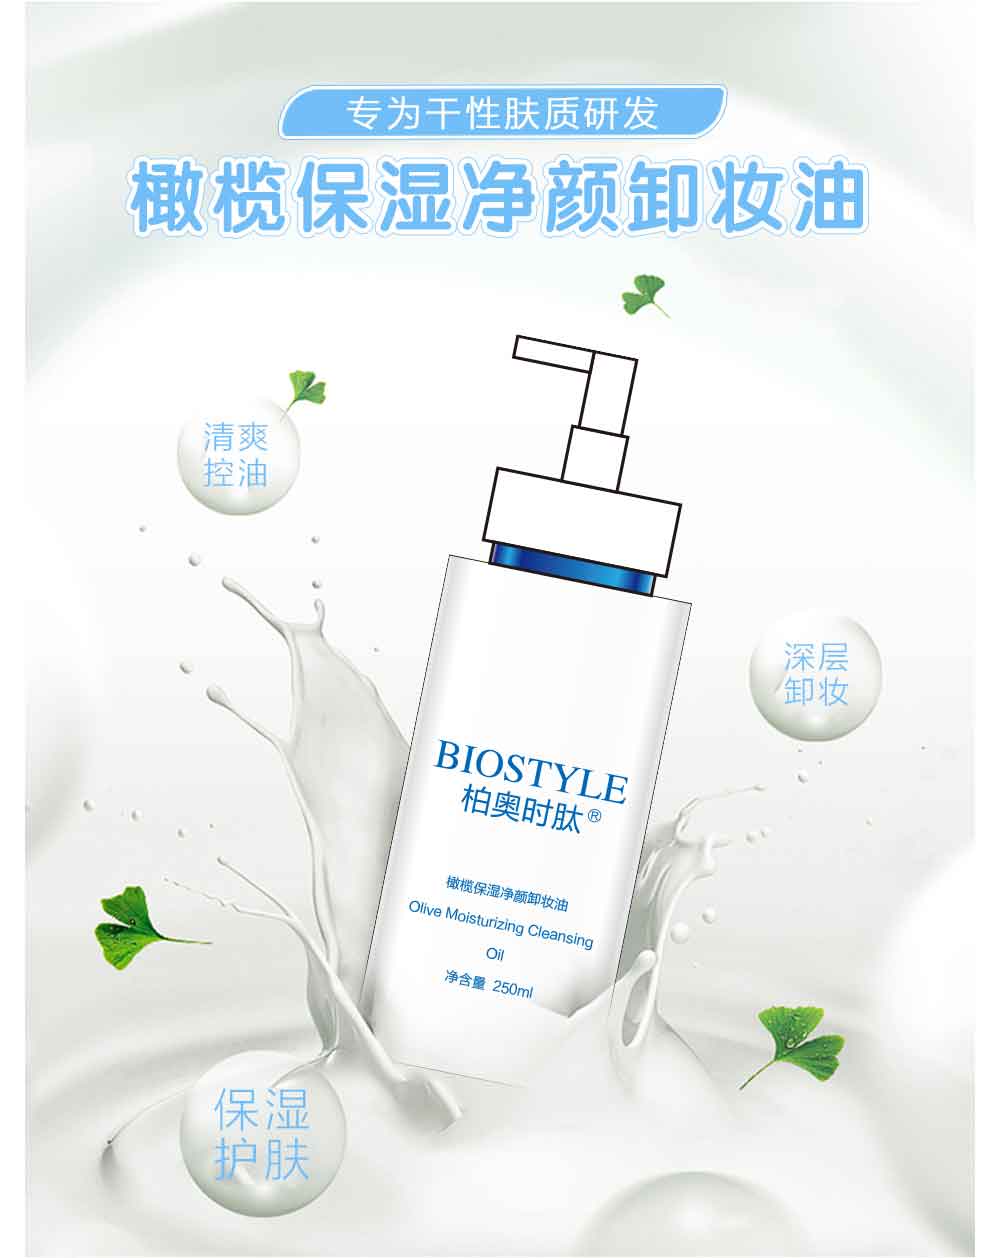 专为干性肤质研发
橄榄保湿净颜卸妆油
清爽
控油
深层
卸妆
BIOSTYLE
柏奥时肽®
橄榄保湿净颜卸妆油
Olive Moisturizing Cleansing
Oil
净含量 250ml
保湿
护肤